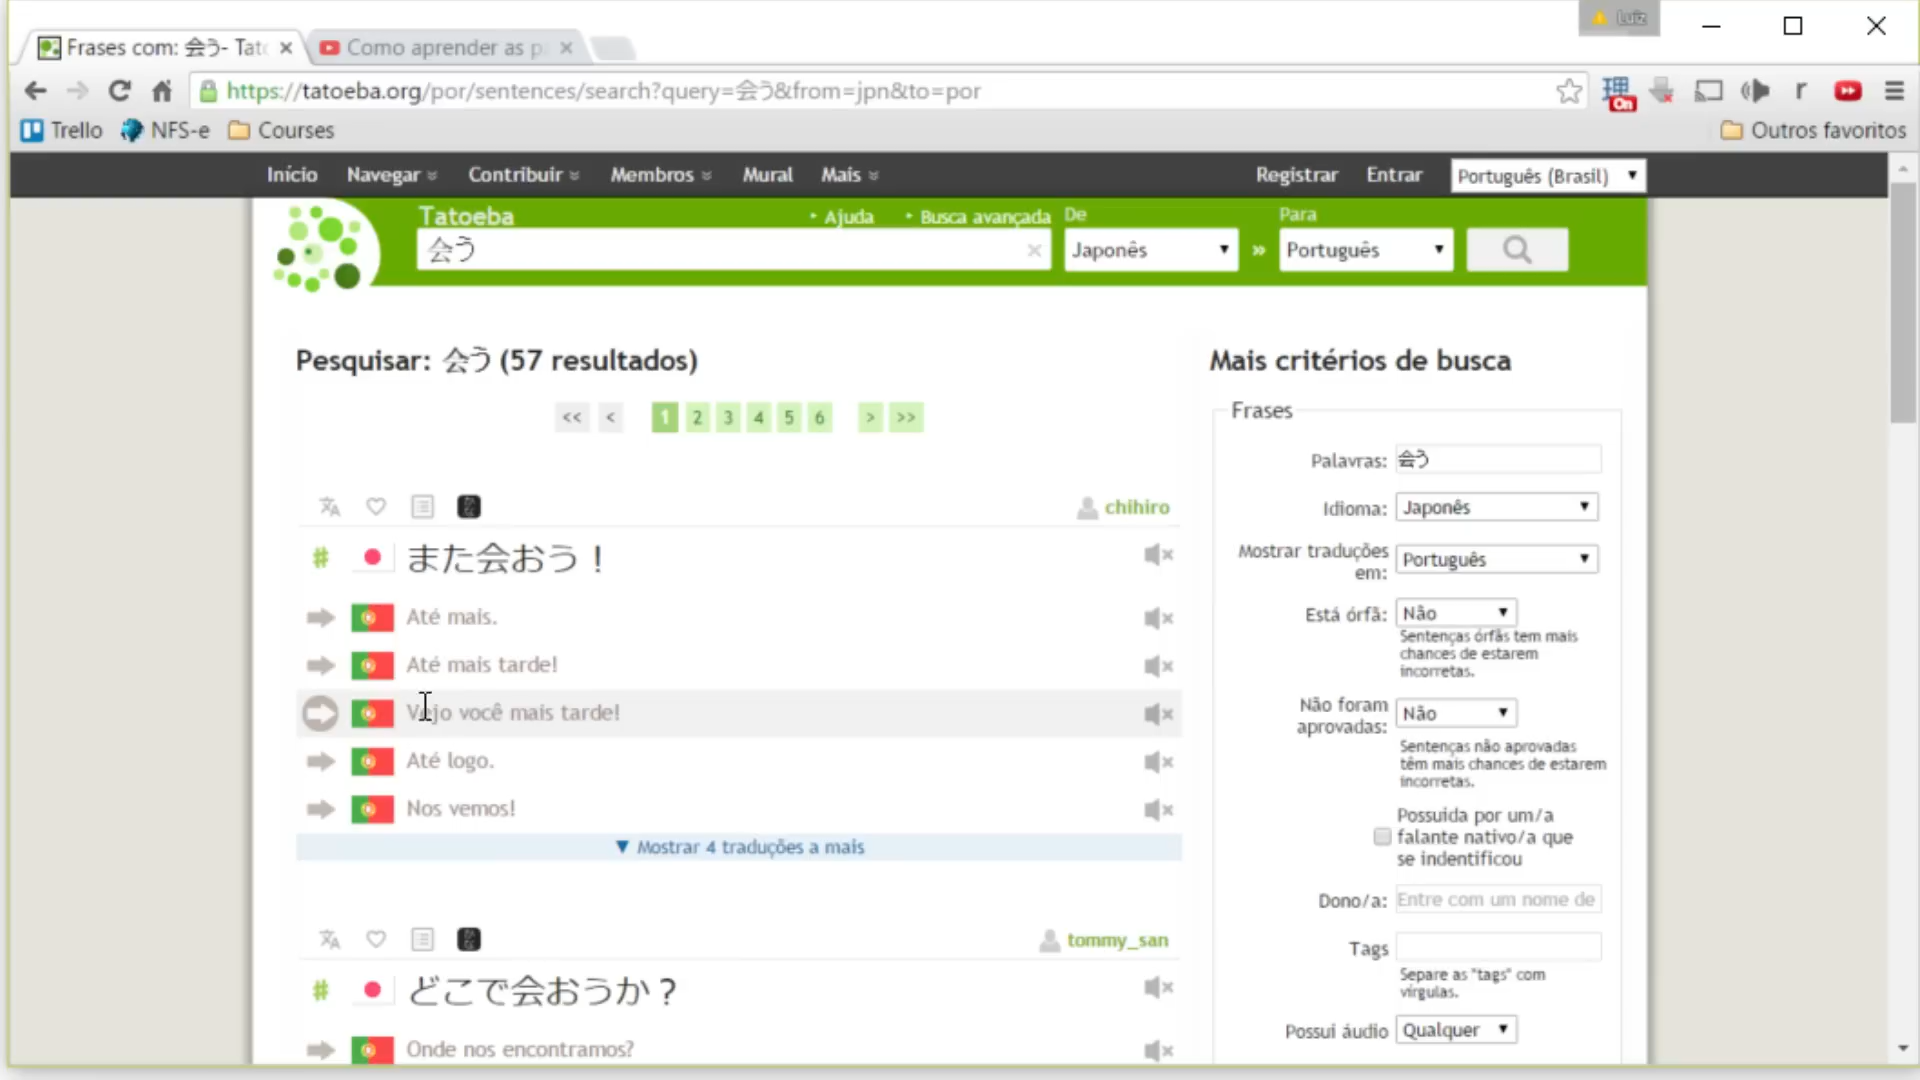 Luiz
Frases com: 会う- Tato
Como aprender as p
https://tatoeba.org/por/sentences/search?query=会う&from=jpn&to=por
理 On
r
Trello NFS-e Courses Outros favoritos
Início Navegar Contribuir Membros Mural Mais Registrar Entrar Português (Brasil)
Tatoeba Ajuda Busca avançada De Para
会う Japonês » Português
Pesquisar: 会う (57 resultados)
<< < 1 2 3 4 5 6 > >>
chihiro
# また会おう！
Até mais.
Até mais tarde!
Vejo você mais tarde!
Até logo.
Nos vemos!
▼ Mostrar 4 traduções a mais
tommy_san
# どこで会おうか？
Onde nos encontramos?
Mais critérios de busca
Frases
Palavras: 会う
Idioma: Japonês
Mostrar traduções
em: Português
Está órfã: Não
Sentenças órfãs tem mais
chances de estarem
incorretas.
Não foram
aprovadas: Não
Sentenças não aprovadas
têm mais chances de estarem
incorretas.
Possuida por um/a
falante nativo/a que
se indentificou
Dono/a: Entre com um nome de
Tags
Separe as "tags" com
vírgulas.
Possui áudio Qualquer